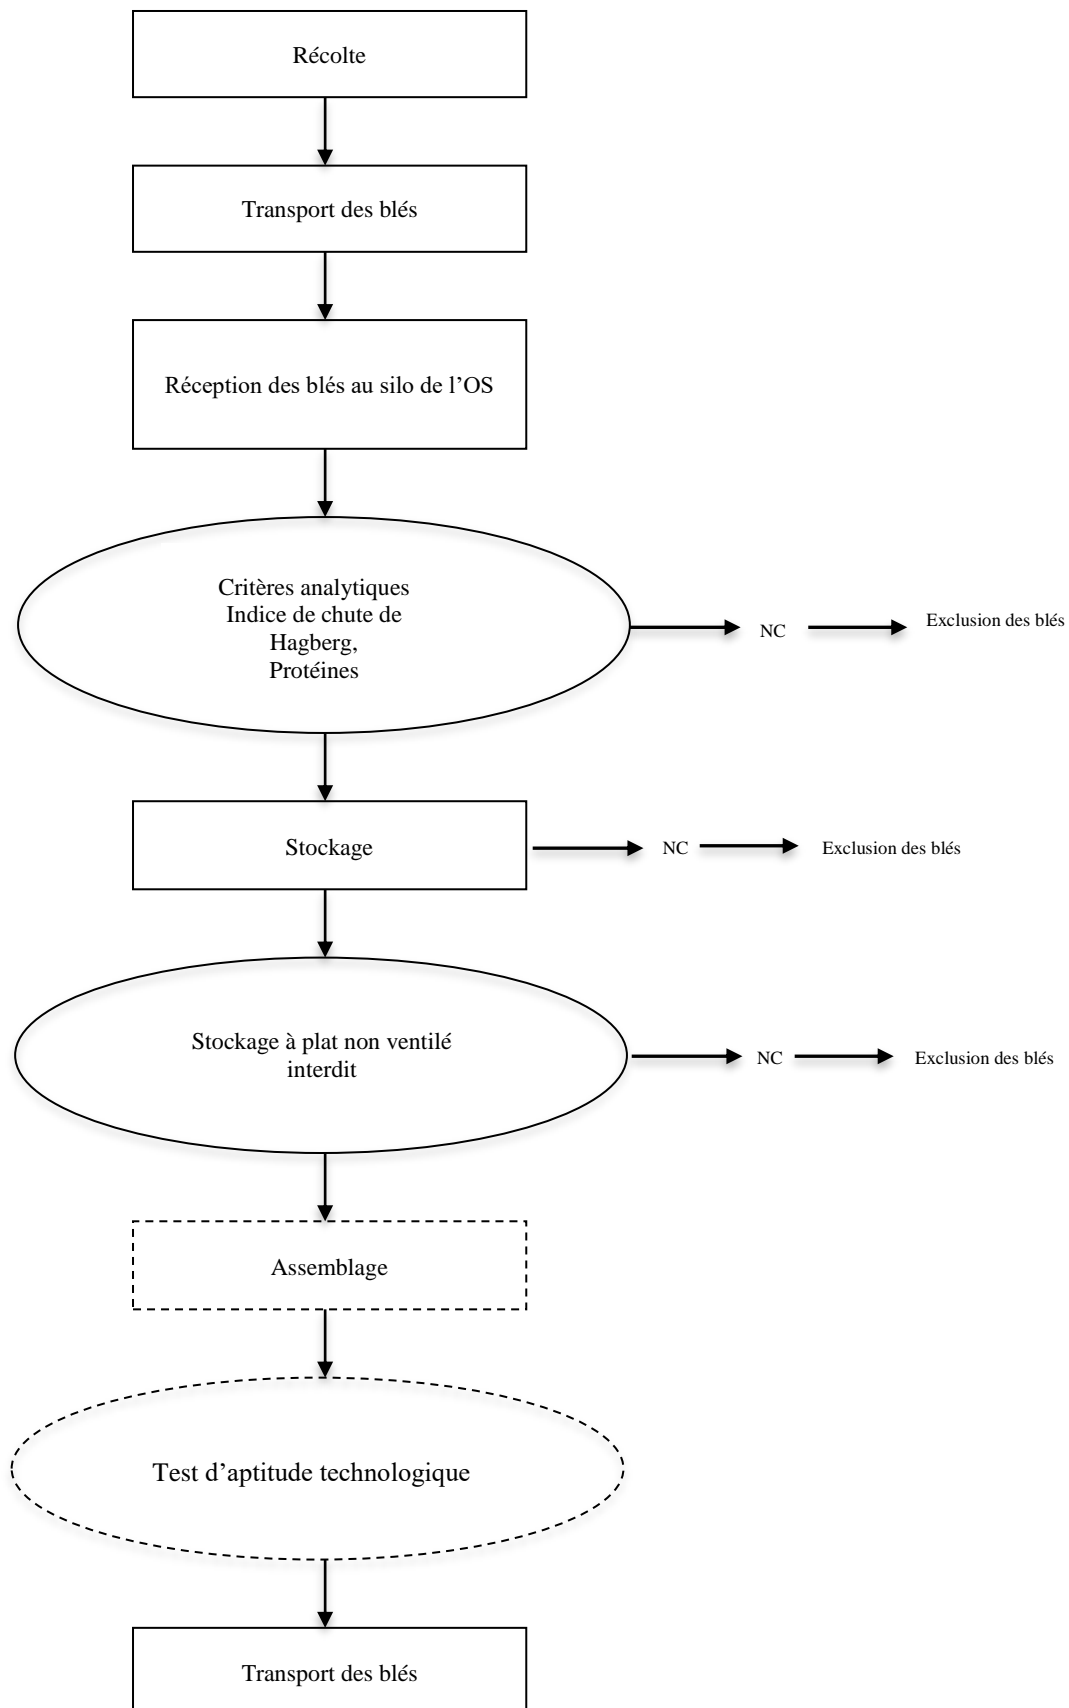 Récolte
Transport des blés
Réception des blés au silo de l’OS
Critères analytiques
Indice de chute de
Hagberg,
Protéines
NC
Exclusion des blés
Stockage
NC
Exclusion des blés
Stockage à plat non ventilé
interdit
NC
Exclusion des blés
Assemblage
Test d’aptitude technologique
Transport des blés